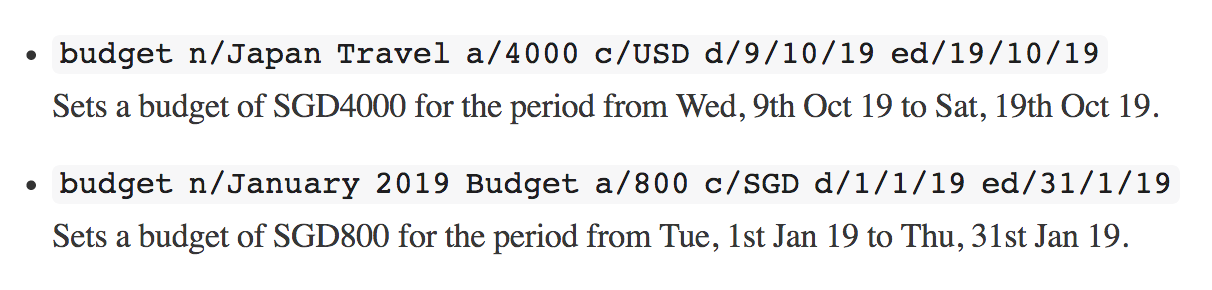 • budget n/Japan Travel a/4000 c/USD d/9/10/19 ed/19/10/19
Sets a budget of SGD4000 for the period from Wed, 9th Oct 19 to Sat, 19th Oct 19.
• budget n/January 2019 Budget a/800 c/SGD d/1/1/19 ed/31/1/19
Sets a budget of SGD800 for the period from Tue, 1st Jan 19 to Thu, 31st Jan 19.